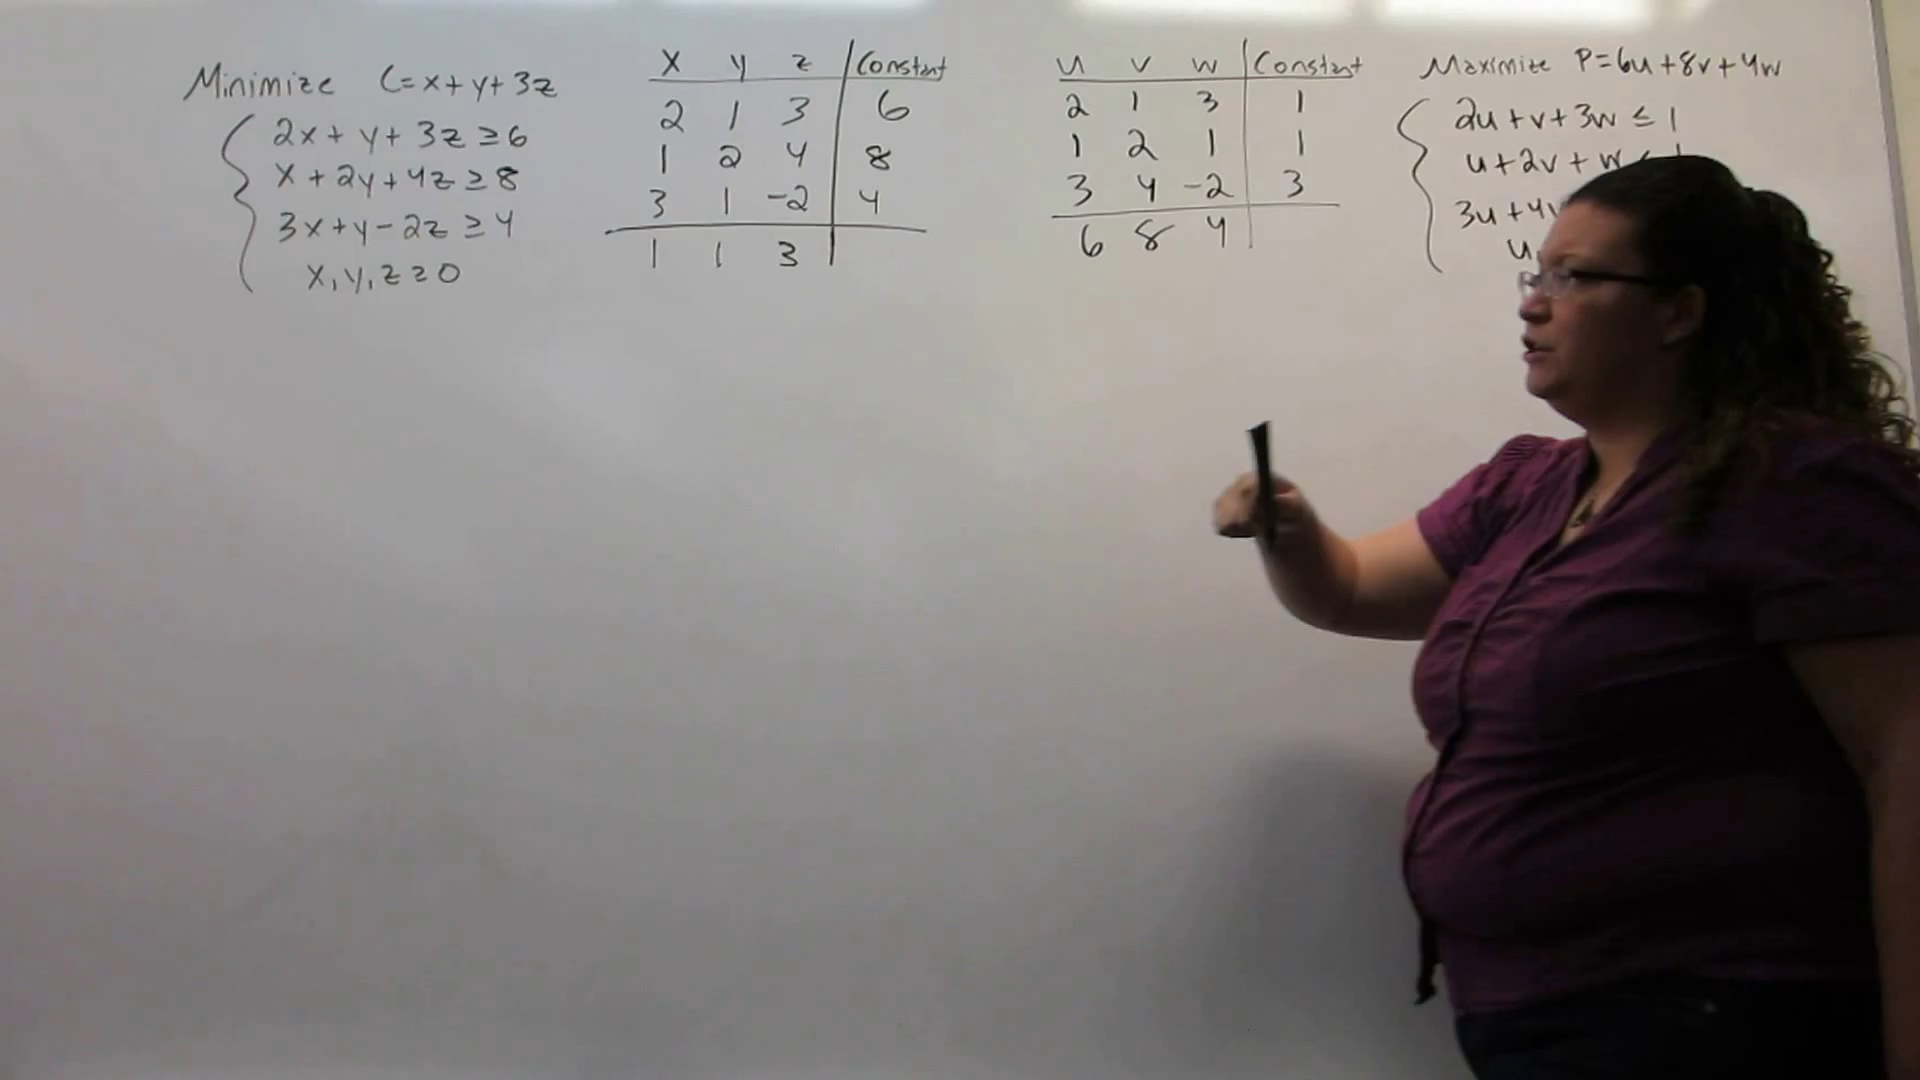 Minimize C=x+y+3z
2x+y+3z≥6
x+2y+4z≥8
3x+y-2z≥4
x,y,z≥0
x y z Constant
2 1 3 6
1 2 4 8
3 1 -2 4
1 1 3
u v w Constant
2 1 3 1
1 2 1 1
3 4 -2 3
6 8 4
Maximize P=6u+8v+4w
2u+v+3w≤1
u+2v+w
3u+4v
u,